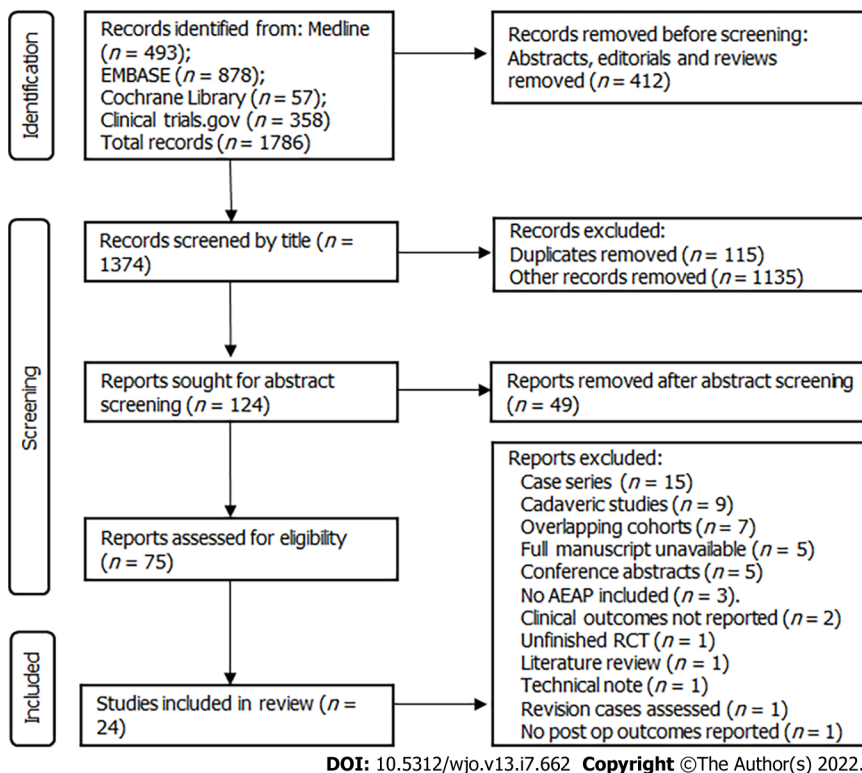 Identification
Records identified from: Medline
(n = 493);
EMBASE (n = 878);
Cochrane Library (n = 57);
Clinical trials.gov (n = 358)
Total records (n = 1786)
Records removed before screening:
Abstracts, editorials and reviews
removed (n = 412)
Screening
Records screened by title (n =
1374)
Records excluded:
Duplicates removed (n = 115)
Other records removed (n = 1135)
Reports sought for abstract
screening (n = 124)
Reports removed after abstract screening
(n = 49)
Reports assessed for eligibility
(n = 75)
Reports excluded:
Case series (n = 15)
Cadaveric studies (n = 9)
Overlapping cohorts (n = 7)
Full manuscript unavailable (n = 5)
Conference abstracts (n = 5)
No AEAP included (n = 3).
Clinical outcomes not reported (n = 2)
Unfinished RCT (n = 1)
Literature review (n = 1)
Technical note (n = 1)
Revision cases assessed (n = 1)
No post op outcomes reported (n = 1)
Included
Studies included in review (n =
24)
DOI: 10.5312/wjo.v13.i7.662 Copyright ©The Author(s) 2022.